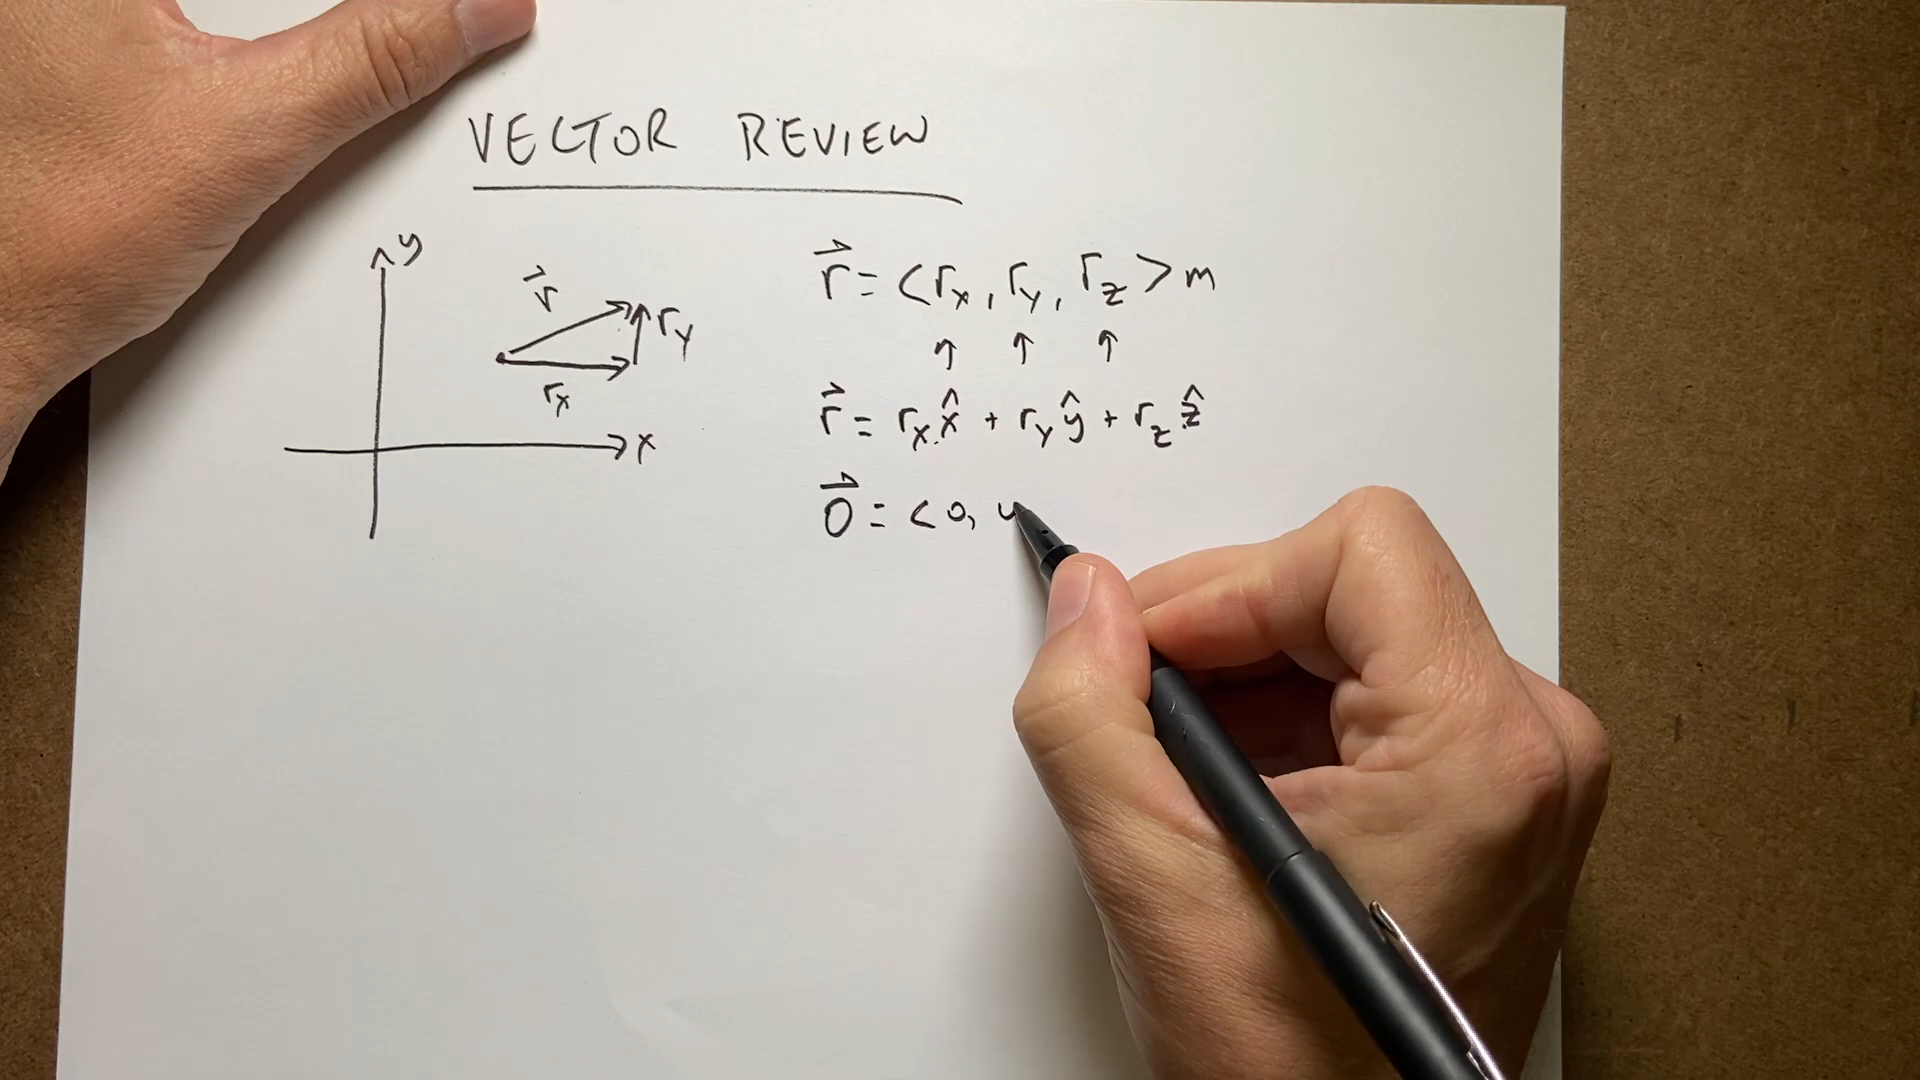 VECTOR REVIEW
y
r⃗
r_y
r_x
x
r⃗ = <r_x, r_y, r_z> m
↑ ↑ ↑
r⃗ = r_x x̂ + r_y ŷ + r_z ẑ
0⃗ = <0,